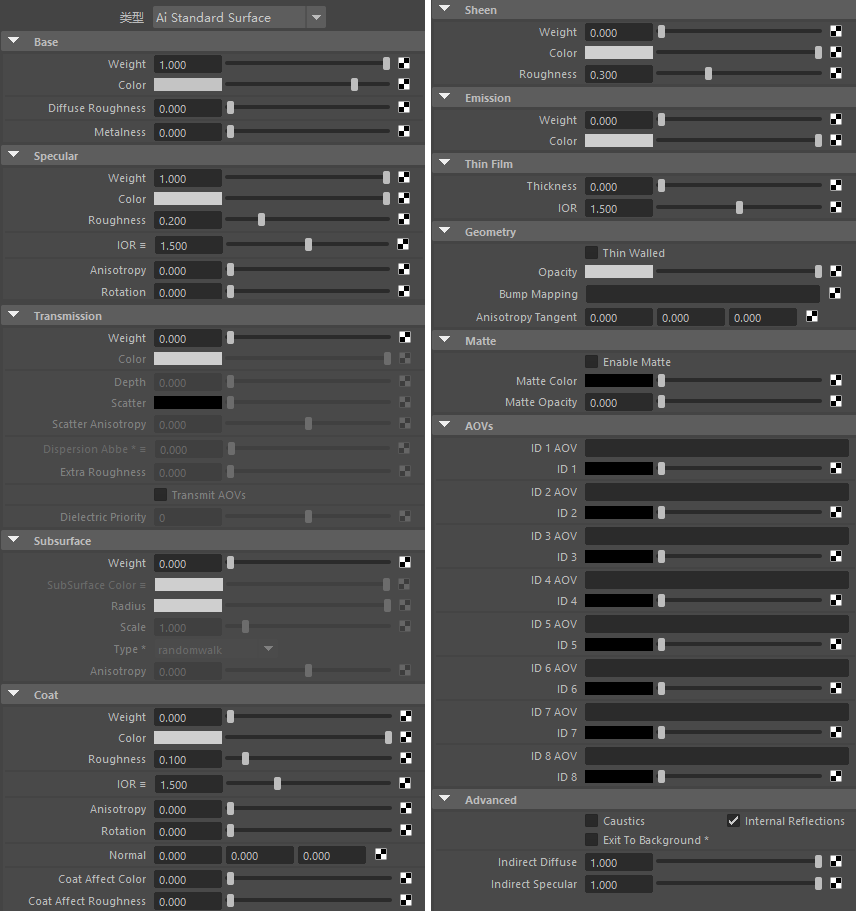 类型 Ai Standard Surface
Base
Weight 1.000
Color
Diffuse Roughness 0.000
Metalness 0.000
Specular
Weight 1.000
Color
Roughness 0.200
IOR ≡ 1.500
Anisotropy 0.000
Rotation 0.000
Transmission
Weight 0.000
Color
Depth 0.000
Scatter
Scatter Anisotropy 0.000
Dispersion Abbe * ≡ 0.000
Extra Roughness 0.000
Transmit AOVs
Dielectric Priority 0
Subsurface
Weight 0.000
SubSurface Color ≡
Radius
Scale 1.000
Type * randomwalk
Anisotropy 0.000
Coat
Weight 0.000
Color
Roughness 0.100
IOR ≡ 1.500
Anisotropy 0.000
Rotation 0.000
Normal 0.000 0.000 0.000
Coat Affect Color 0.000
Coat Affect Roughness 0.000
Sheen
Weight 0.000
Color
Roughness 0.300
Emission
Weight 0.000
Color
Thin Film
Thickness 0.000
IOR 1.500
Geometry
Thin Walled
Opacity
Bump Mapping
Anisotropy Tangent 0.000 0.000 0.000
Matte
Enable Matte
Matte Color
Matte Opacity 0.000
AOVs
ID 1 AOV
ID 1
ID 2 AOV
ID 2
ID 3 AOV
ID 3
ID 4 AOV
ID 4
ID 5 AOV
ID 5
ID 6 AOV
ID 6
ID 7 AOV
ID 7
ID 8 AOV
ID 8
Advanced
Caustics Internal Reflections
Exit To Background *
Indirect Diffuse 1.000
Indirect Specular 1.000